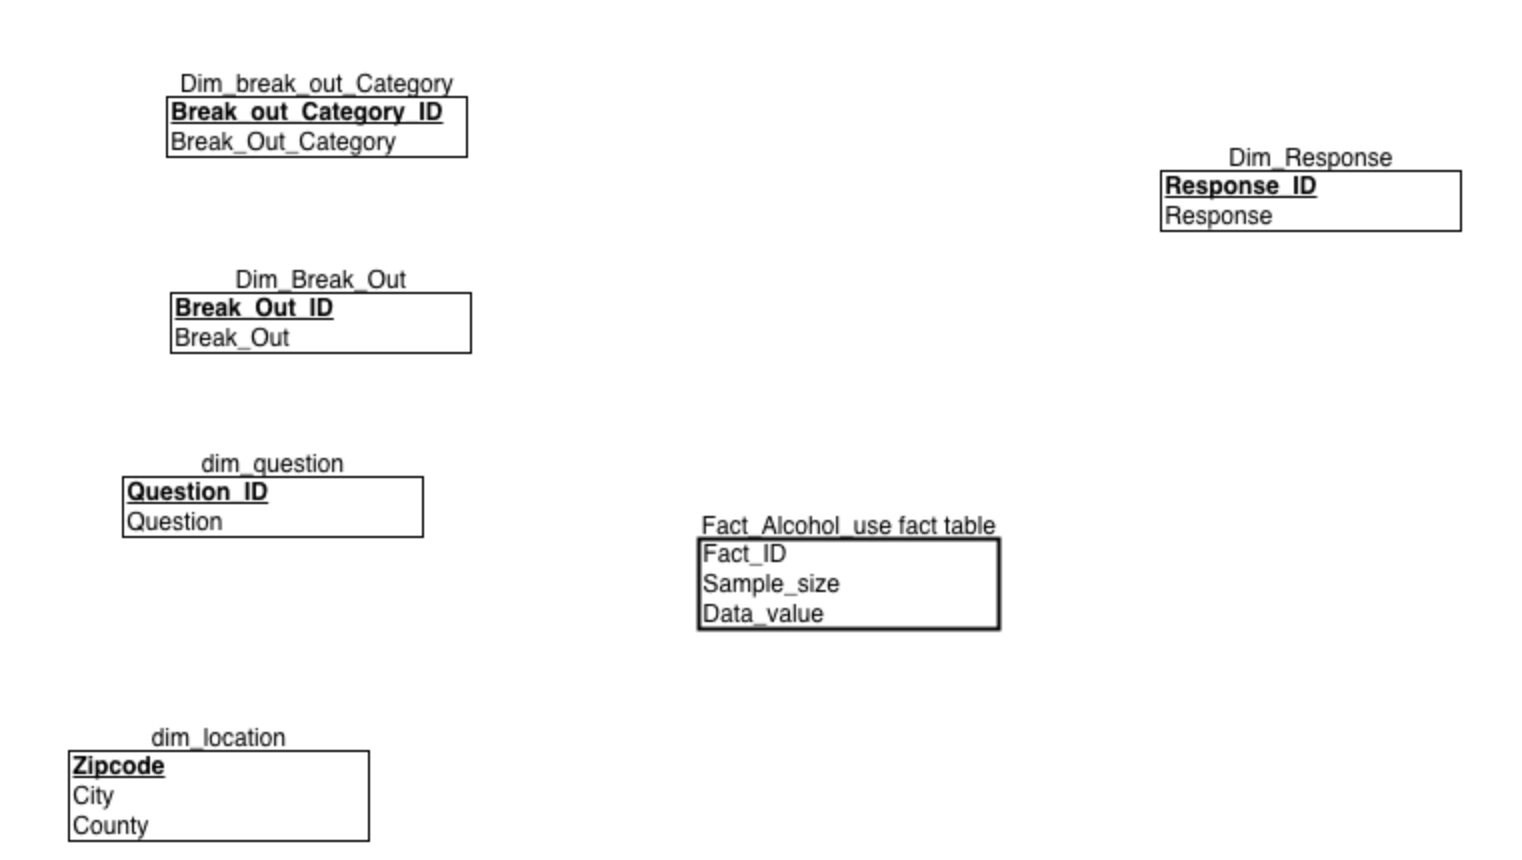 Dim_break_out_Category
Break_out_Category_ID
Break_Out_Category
Dim_Response
Response_ID
Response
Dim_Break_Out
Break_Out_ID
Break_Out
dim_question
Question_ID
Question
Fact_Alcohol_use fact table
Fact_ID
Sample_size
Data_value
dim_location
Zipcode
City
County